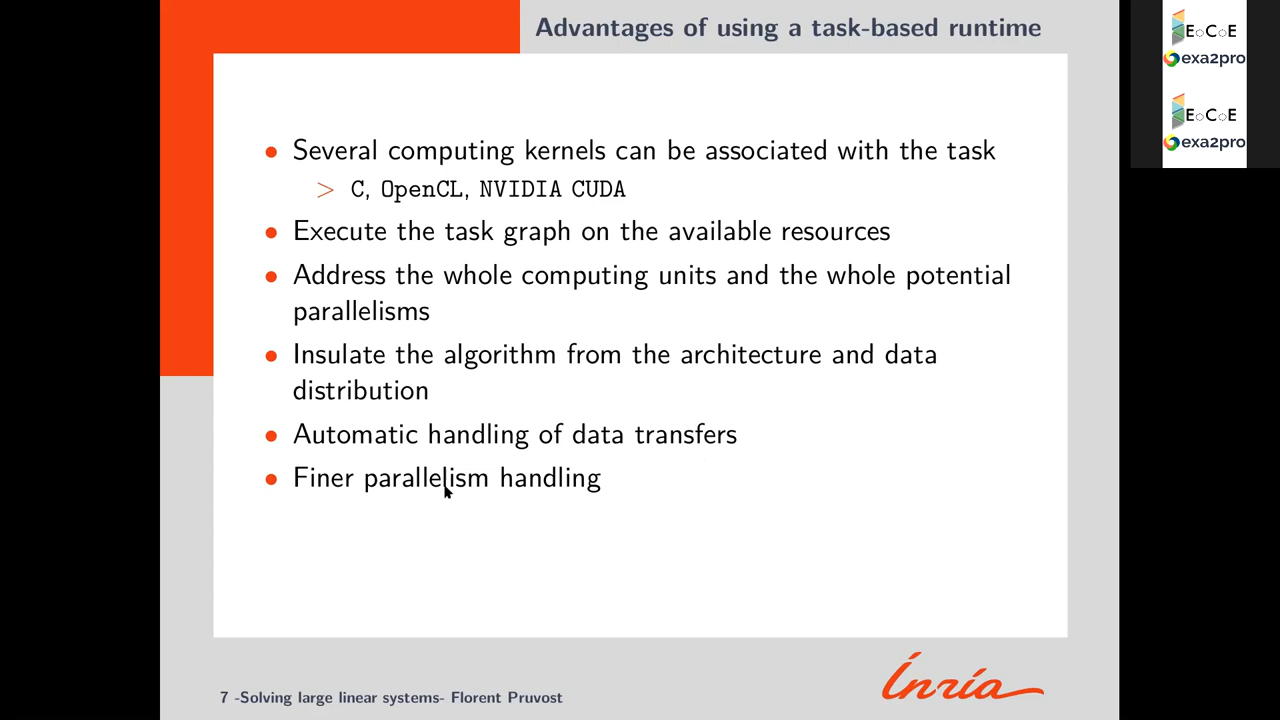 Advantages of using a task-based runtime
• Several computing kernels can be associated with the task
> C, OpenCL, NVIDIA CUDA
• Execute the task graph on the available resources
• Address the whole computing units and the whole potential
parallelisms
• Insulate the algorithm from the architecture and data
distribution
• Automatic handling of data transfers
• Finer parallelism handling
7 -Solving large linear systems- Florent Pruvost
Inría
EoCoE
exa2pro
EoCoE
exa2pro